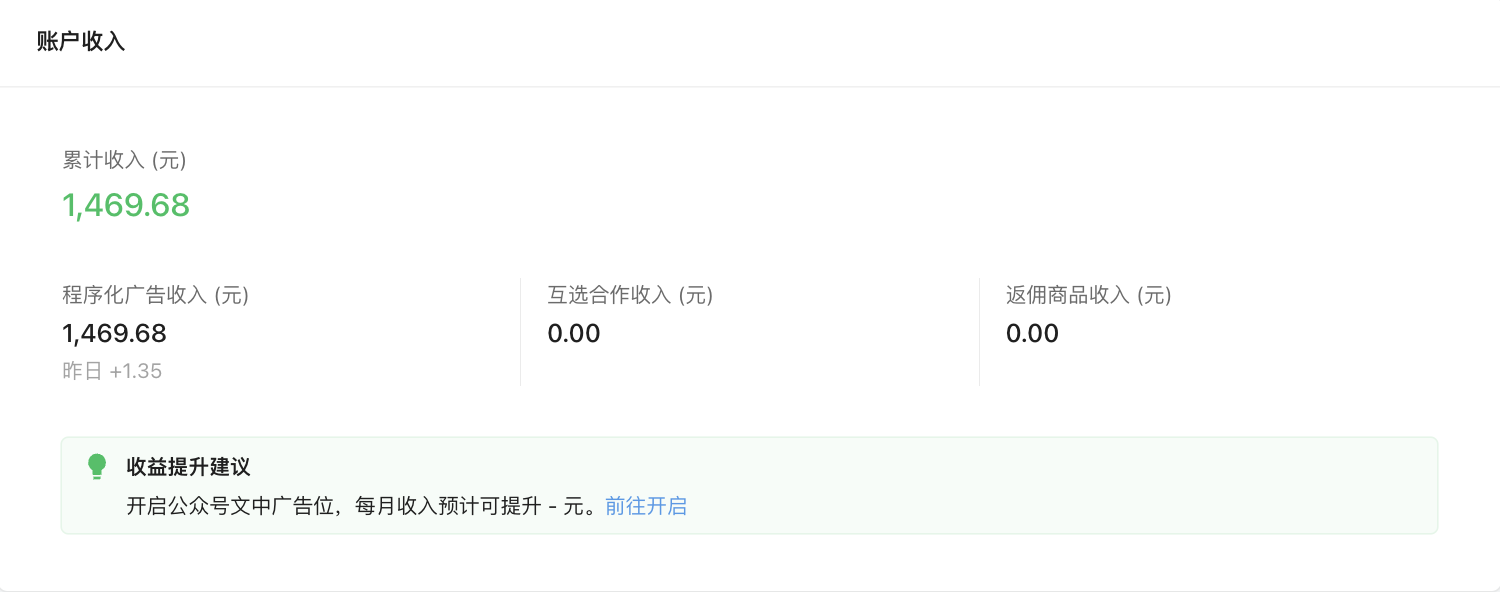 账户收入
累计收入 (元)
1,469.68
程序化广告收入 (元)
1,469.68
昨日 +1.35
互选合作收入 (元)
0.00
返佣商品收入 (元)
0.00
收益提升建议
开启公众号文中广告位，每月收入预计可提升 - 元。前往开启